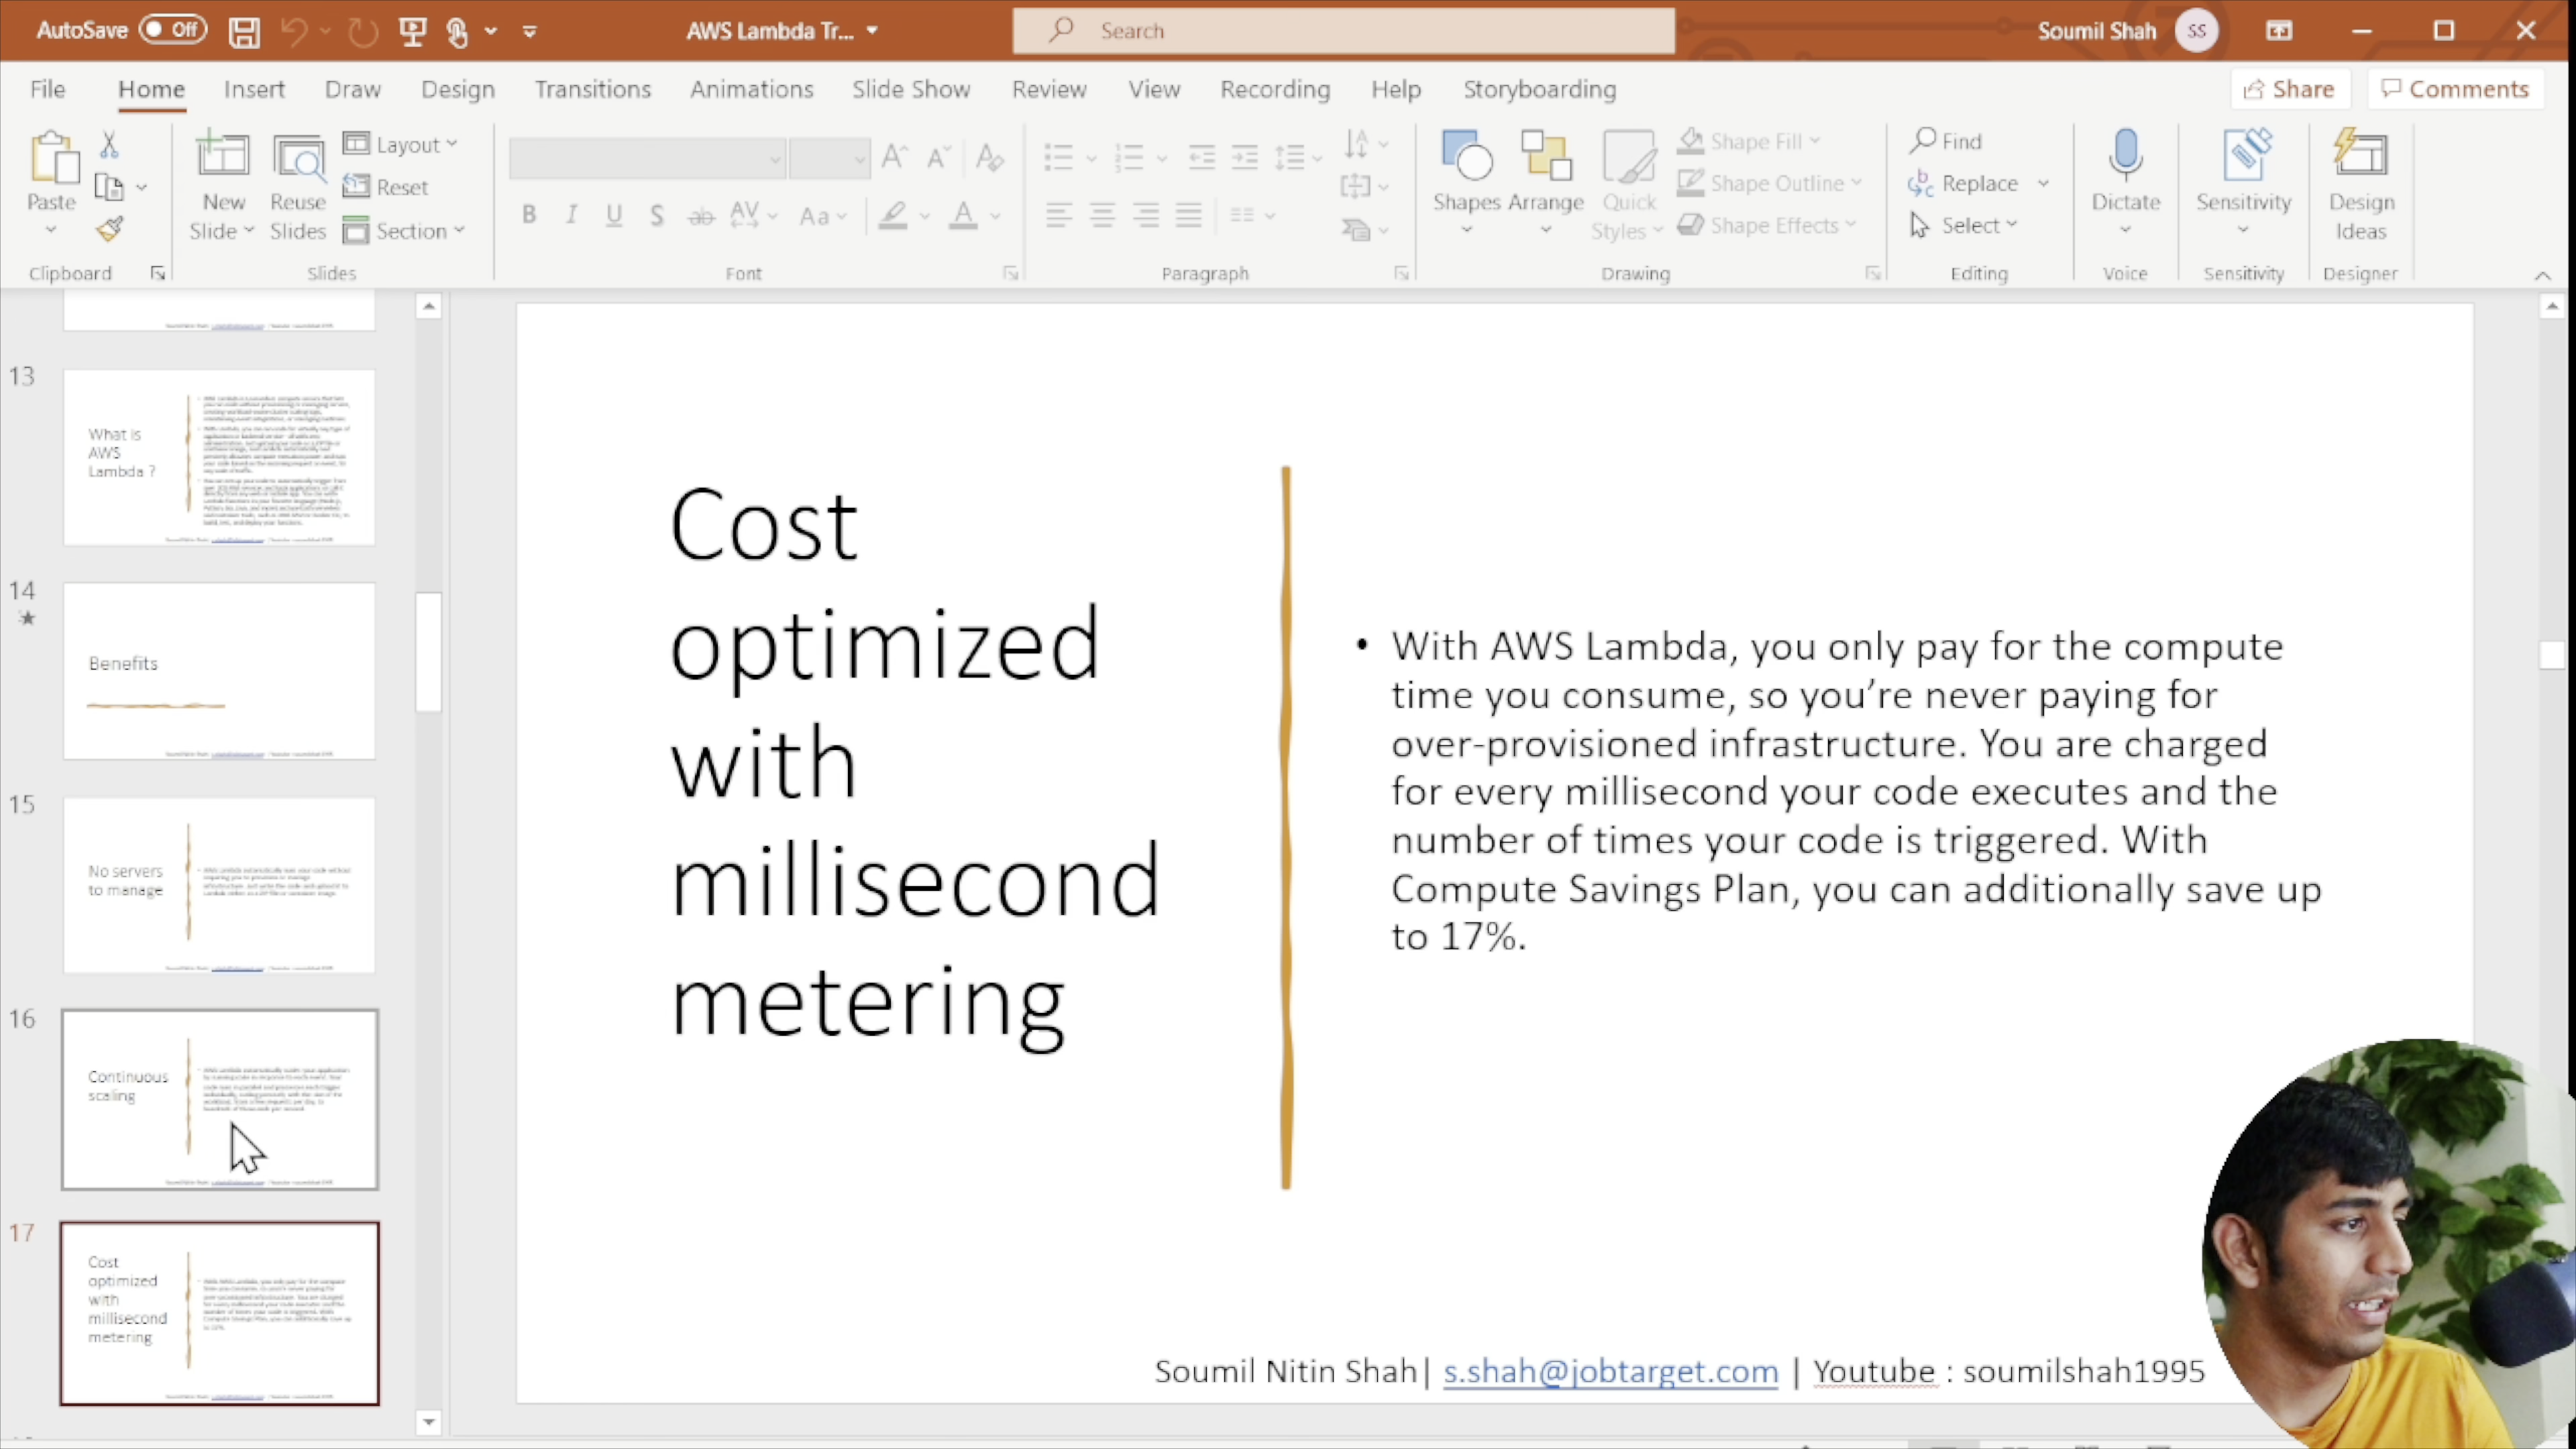 AutoSave Off
AWS Lambda Tr...
Search
Soumil Shah SS
File Home Insert Draw Design Transitions Animations Slide Show Review View Recording Help Storyboarding
Share Comments
Paste
New Slide
Reuse Slides
Layout
Reset
Section
B I U S ab AV Aa A
Shapes Arrange Quick Styles
Shape Fill
Shape Outline
Shape Effects
Find
Replace
Select
Dictate
Sensitivity
Design Ideas
Clipboard Slides Font Paragraph Drawing Editing Voice Sensitivity Designer
13
What is
AWS
Lambda ?
14
Benefits
15
No servers
to manage
16
Continuous
scaling
17
Cost
optimized
with
millisecond
metering
Cost
optimized
with
millisecond
metering
• With AWS Lambda, you only pay for the compute
time you consume, so you’re never paying for
over-provisioned infrastructure. You are charged
for every millisecond your code executes and the
number of times your code is triggered. With
Compute Savings Plan, you can additionally save up
to 17%.
Soumil Nitin Shah| s.shah@jobtarget.com | Youtube : soumilshah1995